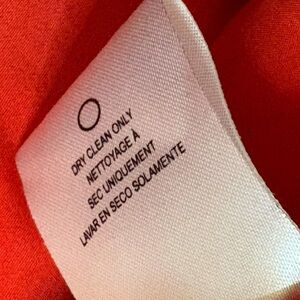 DRY CLEAN ONLY
NETTOYAGE À
SEC UNIQUEMENT
LAVAR EN SECO SOLAMENTE